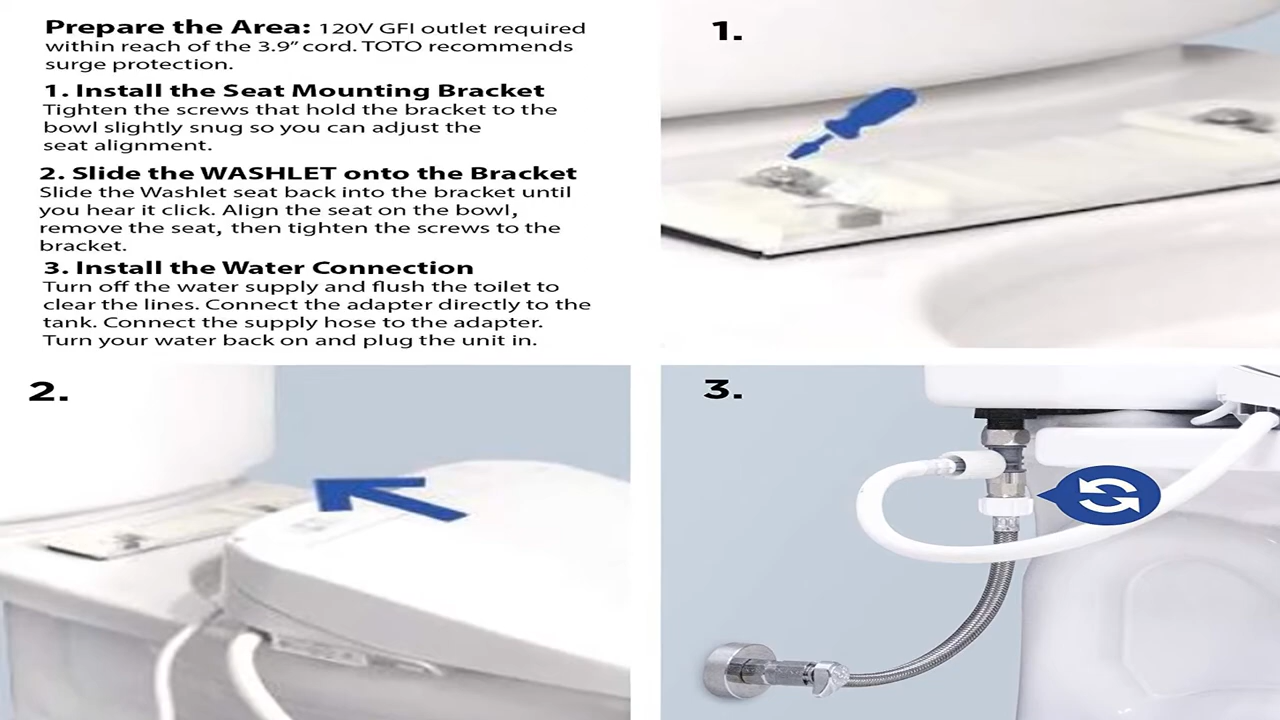 Prepare the Area: 120V GFI outlet required
within reach of the 3.9” cord. TOTO recommends
surge protection.
1. Install the Seat Mounting Bracket
Tighten the screws that hold the bracket to the
bowl slightly snug so you can adjust the
seat alignment.
2. Slide the WASHLET onto the Bracket
Slide the Washlet seat back into the bracket until
you hear it click. Align the seat on the bowl,
remove the seat, then tighten the screws to the
bracket.
3. Install the Water Connection
Turn off the water supply and flush the toilet to
clear the lines. Connect the adapter directly to the
tank. Connect the supply hose to the adapter.
Turn your water back on and plug the unit in.
1.
2.
3.